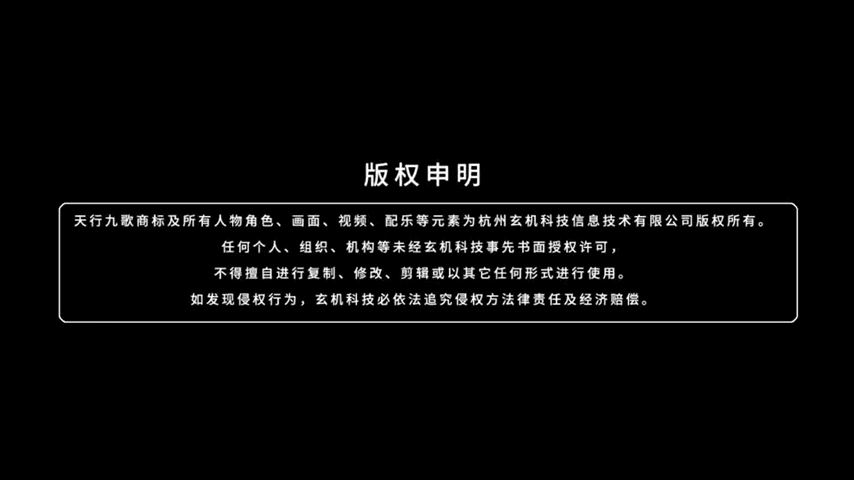 版权申明
天行九歌商标及所有人物角色、画面、视频、配乐等元素为杭州玄机科技信息技术有限公司版权所有。
任何个人、组织、机构等未经玄机科技事先书面授权许可，
不得擅自进行复制、修改、剪辑或以其它任何形式进行使用。
如发现侵权行为，玄机科技必依法追究侵权方法律责任及经济赔偿。